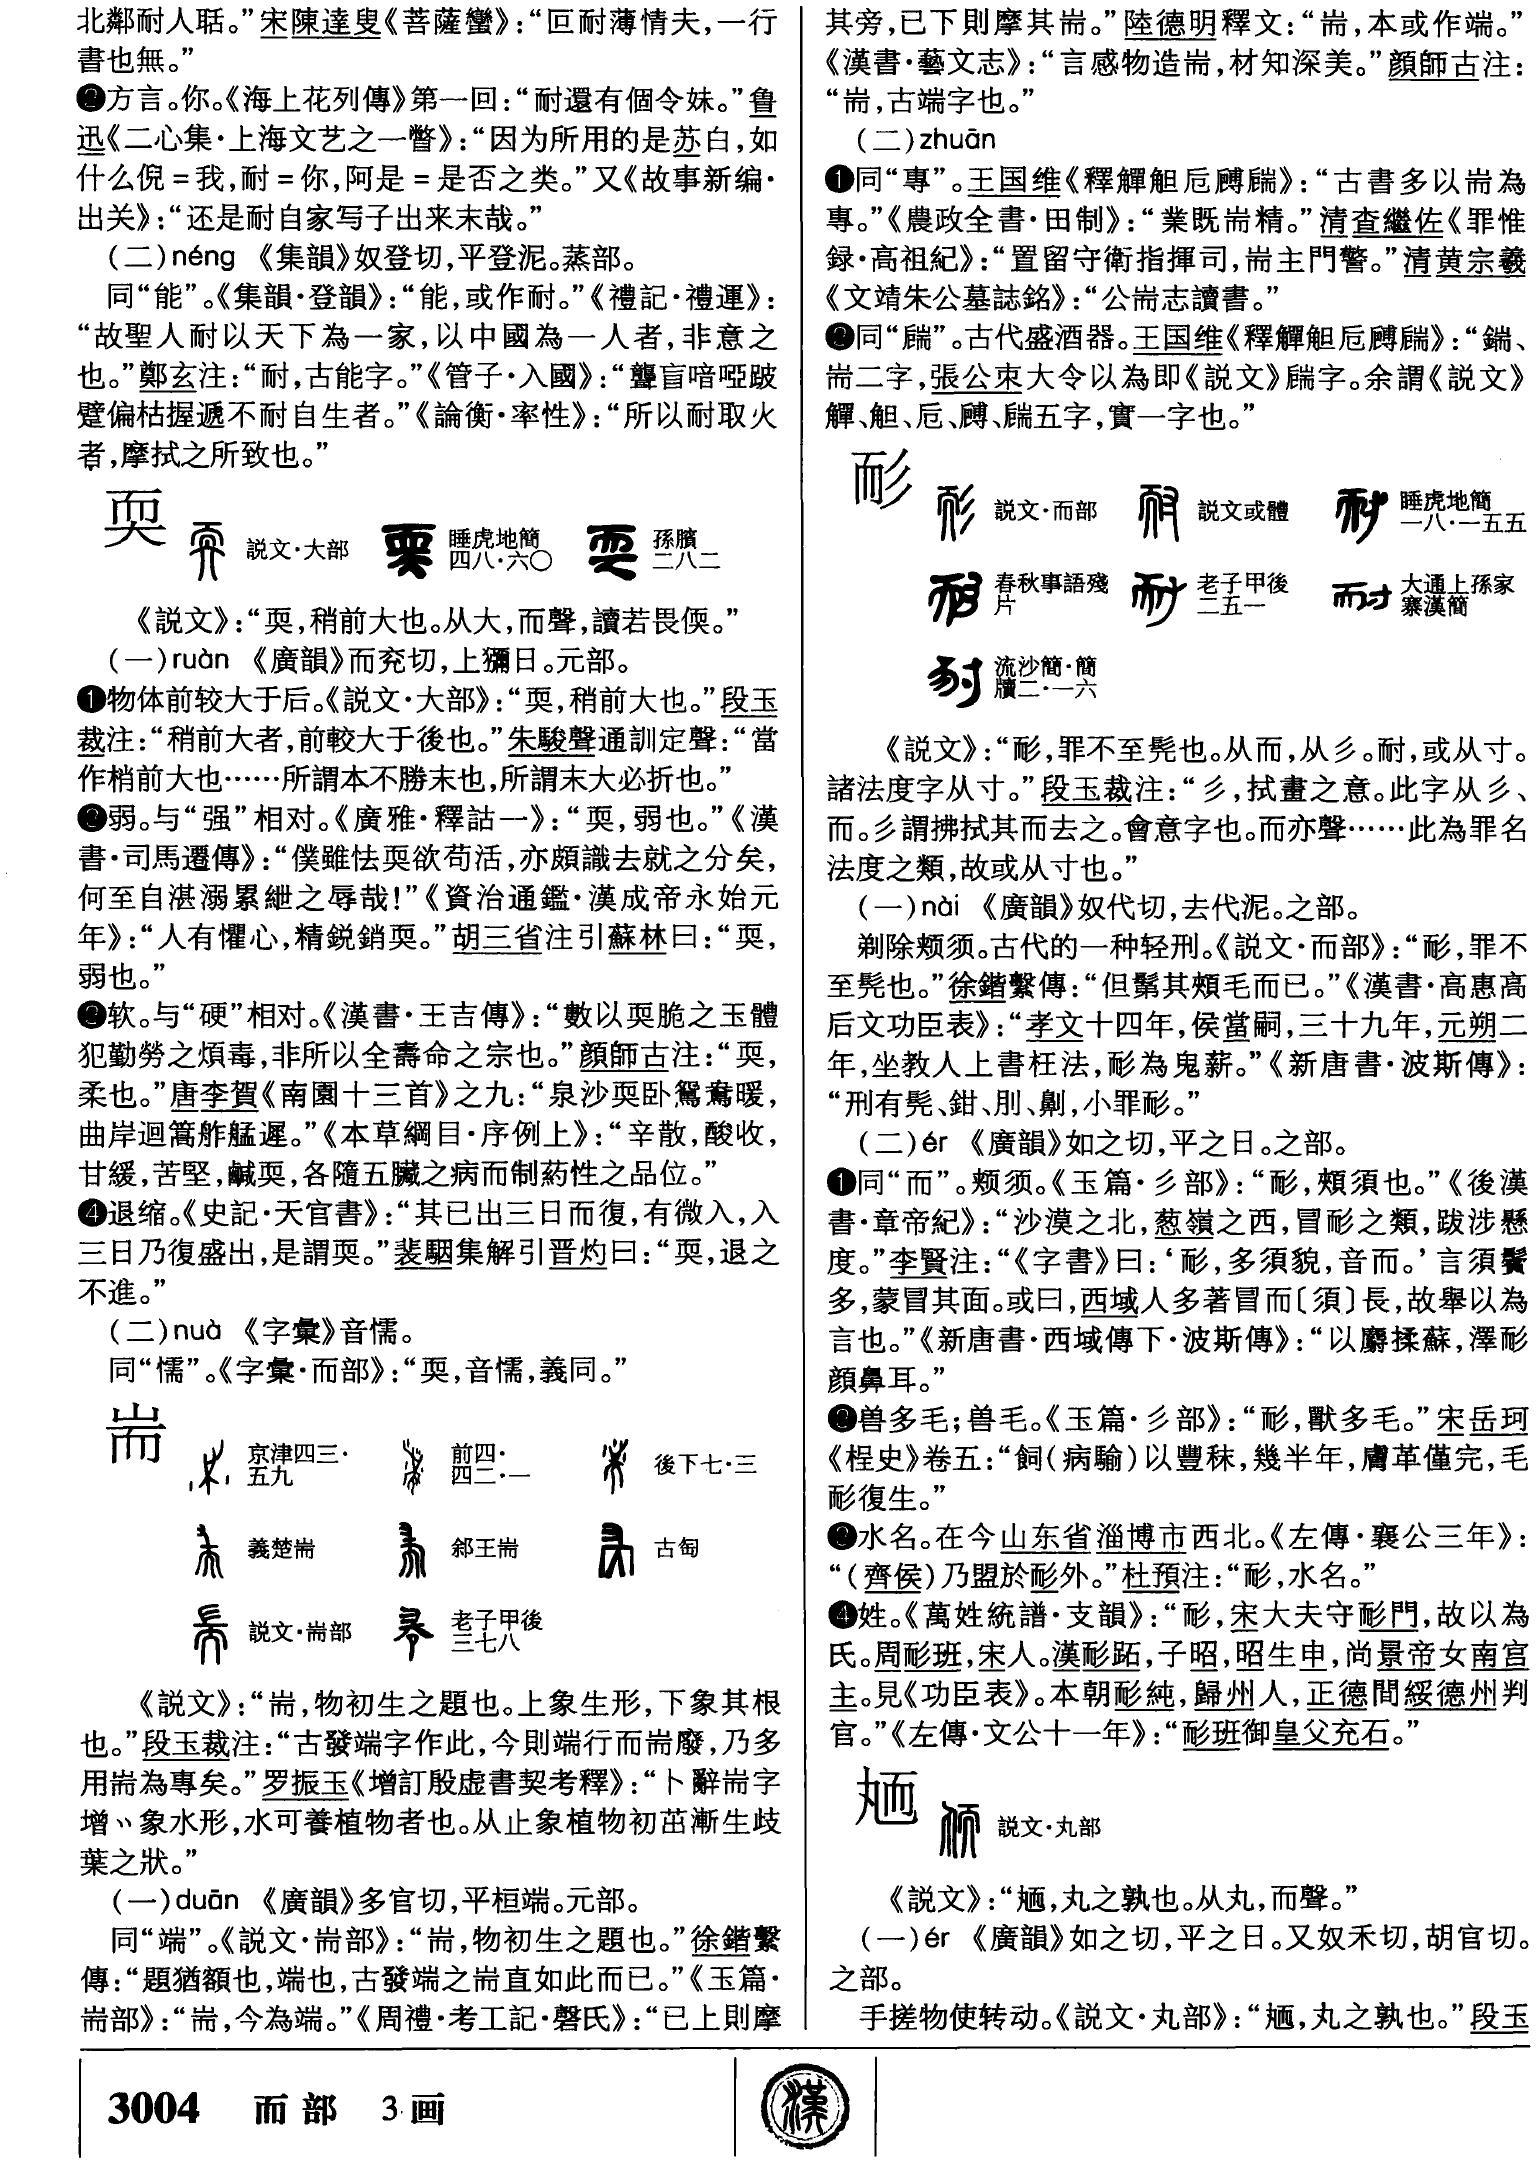 北鄰耐人聒。”宋陳達叟《菩薩蠻》：“叵耐薄情夫，一行
書也無。”
❷方言。你。《海上花列傳》第一回：“耐還有個令妹。”鲁
迅《二心集·上海文艺之一瞥》：“因为所用的是苏白，如
什么倪＝我，耐＝你，阿是＝是否之类。”又《故事新编·
出关》：“还是耐自家写子出来末哉。”
(二)néng 《集韻》奴登切，平登泥。蒸部。
同“能”。《集韻·登韻》：“能，或作耐。”《禮記·禮運》：
“故聖人耐以天下為一家，以中國為一人者，非意之
也。”鄭玄注：“耐，古能字。”《管子·入國》：“聾盲喑啞跛
躄偏枯握遞不耐自生者。”《論衡·率性》：“所以耐取火
者，摩拭之所致也。”
耎
説文·大部
睡虎地簡
四八·六〇
孫臏
二八二
《説文》：“耎，稍前大也。从大，而聲，讀若畏偄。”
(一)ruàn 《廣韻》而兖切，上獮日。元部。
❶物体前较大于后。《説文·大部》：“耎，稍前大也。”段玉
裁注：“稍前大者，前較大于後也。”朱駿聲通訓定聲：“當
作梢前大也……所謂本不勝末也，所謂末大必折也。”
❷弱。与“强”相对。《廣雅·釋詁一》：“耎，弱也。”《漢
書·司馬遷傳》：“僕雖怯耎欲苟活，亦頗識去就之分矣，
何至自湛溺累紲之辱哉！”《資治通鑑·漢成帝永始元
年》：“人有懼心，精鋭銷耎。”胡三省注引蘇林曰：“耎，
弱也。”
❸软。与“硬”相对。《漢書·王吉傳》：“數以耎脆之玉體
犯勤勞之煩毒，非所以全壽命之宗也。”顔師古注：“耎，
柔也。”唐李賀《南園十三首》之九：“泉沙耎卧鴛鴦暖，
曲岸迴篙舴艋遲。”《本草綱目·序例上》：“辛散，酸收，
甘緩，苦堅，鹹耎，各隨五臟之病而制葯性之品位。”
❹退缩。《史記·天官書》：“其已出三日而復，有微入，入
三日乃復盛出，是謂耎。”裴駰集解引晋灼曰：“耎，退之
不進。”
(二)nuò 《字彙》音懦。
同“懦”。《字彙·而部》：“耎，音懦，義同。”
耑
京津四三·
五九
前四·
四二·一
後下七·三
義楚耑
䣄王耑
古匋
説文·耑部
老子甲後
三七八
《説文》：“耑，物初生之題也。上象生形，下象其根
也。”段玉裁注：“古發端字作此，今則端行而耑廢，乃多
用耑為專矣。”罗振玉《增訂殷虚書契考釋》：“卜辭耑字
增⺀象水形，水可養植物者也。从止象植物初茁漸生歧
葉之狀。”
(一)duān 《廣韻》多官切，平桓端。元部。
同“端”。《説文·耑部》：“耑，物初生之題也。”徐鍇繫
傳：“題猶額也，端也，古發端之耑直如此而已。”《玉篇·
耑部》：“耑，今為端。”《周禮·考工記·磬氏》：“已上則摩
其旁，已下則摩其耑。”陸德明釋文：“耑，本或作端。”
《漢書·藝文志》：“言感物造耑，材知深美。”顔師古注：
“耑，古端字也。”
(二)zhuān
❶同“專”。王国维《釋觶觛卮䏝𦓝》：“古書多以耑為
專。”《農政全書·田制》：“業既耑精。”清查繼佐《罪惟
録·高祖紀》：“置留守衛指揮司，耑主門警。”清黄宗羲
《文靖朱公墓誌銘》：“公耑志讀書。”
❷同“𦓝”。古代盛酒器。王国维《釋觶觛卮䏝𦓝》：“鍴、
耑二字，張公束大令以為即《説文》𦓝字。余謂《説文》
觶、觛、卮、䏝、𦓝五字，實一字也。”
耏
説文·而部
説文或體
睡虎地簡
一八·一五五
春秋事語殘
片
老子甲後
二五一
大通上孫家
寨漢簡
流沙簡·簡
牘二·一六
《説文》：“耏，罪不至髡也。从而，从彡。耐，或从寸。
諸法度字从寸。”段玉裁注：“彡，拭畫之意。此字从彡、
而。彡謂拂拭其而去之。會意字也。而亦聲……此為罪名
法度之類，故或从寸也。”
(一)nài 《廣韻》奴代切，去代泥。之部。
剃除颊须。古代的一种轻刑。《説文·而部》：“耏，罪不
至髡也。”徐鍇繫傳：“但鬄其頰毛而已。”《漢書·高惠高
后文功臣表》：“孝文十四年，侯當嗣，三十九年，元朔二
年，坐教人上書枉法，耏為鬼薪。”《新唐書·波斯傳》：
“刑有髡、鉗、刖、劓，小罪耏。”
(二)ér 《廣韻》如之切，平之日。之部。
❶同“而”。颊须。《玉篇·彡部》：“耏，頰須也。”《後漢
書·章帝紀》：“沙漠之北，葱嶺之西，冒耏之類，跋涉懸
度。”李賢注：“《字書》曰：‘耏，多須貌，音而。’言須鬢
多，蒙冒其面。或曰，西域人多著冒而〔須〕長，故舉以為
言也。”《新唐書·西域傳下·波斯傳》：“以麝揉蘇，澤耏
顔鼻耳。”
❷兽多毛；兽毛。《玉篇·彡部》：“耏，獸多毛。”宋岳珂
《桯史》卷五：“飼(病騟)以豐秣，幾半年，膚革僅完，毛
耏復生。”
❸水名。在今山东省淄博市西北。《左傳·襄公三年》：
“(齊侯)乃盟於耏外。”杜預注：“耏，水名。”
❹姓。《萬姓統譜·支韻》：“耏，宋大夫守耏門，故以為
氏。周耏班，宋人。漢耏跖，子昭，昭生申，尚景帝女南宫
主。見《功臣表》。本朝耏純，歸州人，正德間綏德州判
官。”《左傳·文公十一年》：“耏班御皇父充石。”
䎟
説文·丸部
《説文》：“䎟，丸之孰也。从丸，而聲。”
(一)ér 《廣韻》如之切，平之日。又奴禾切，胡官切。
之部。
手搓物使转动。《説文·丸部》：“䎟，丸之孰也。”段玉
3004 而部 3画
漢